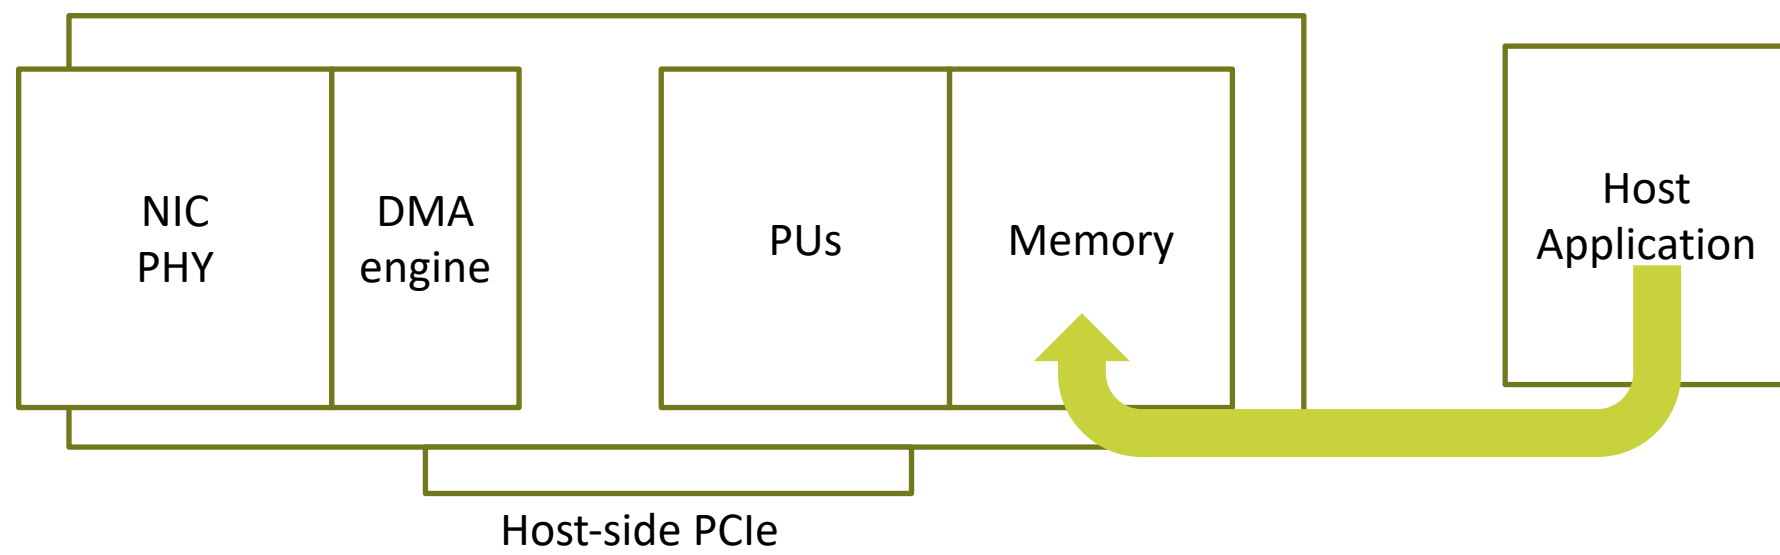 NIC
PHY
DMA
engine
PUs
Memory
Host
Application
Host-side PCIe